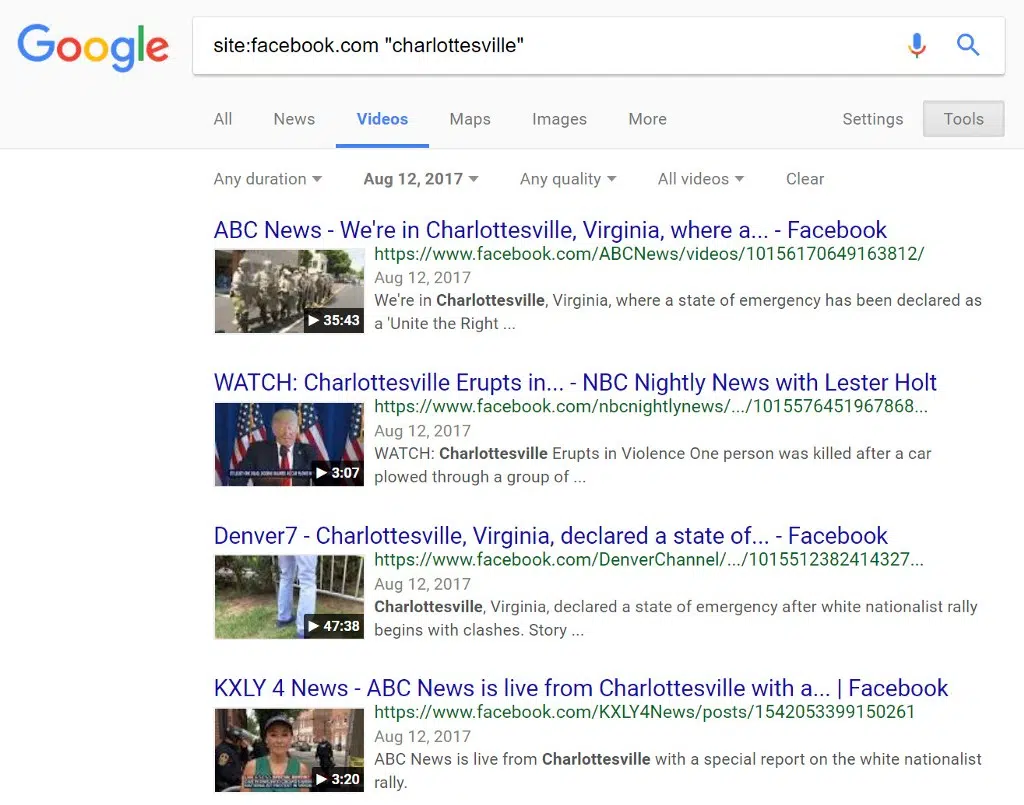 Google
site:facebook.com "charlottesville"
All News Videos Maps Images More Settings Tools
Any duration Aug 12, 2017 Any quality All videos Clear
ABC News - We're in Charlottesville, Virginia, where a... - Facebook
https://www.facebook.com/ABCNews/videos/10156170649163812/
Aug 12, 2017
We're in Charlottesville, Virginia, where a state of emergency has been declared as
a 'Unite the Right ...
35:43
WATCH: Charlottesville Erupts in... - NBC Nightly News with Lester Holt
https://www.facebook.com/nbcnightlynews/.../1015576451967868...
Aug 12, 2017
WATCH: Charlottesville Erupts in Violence One person was killed after a car
plowed through a group of ...
3:07
Denver7 - Charlottesville, Virginia, declared a state of... - Facebook
https://www.facebook.com/DenverChannel/.../1015512382414327...
Aug 12, 2017
Charlottesville, Virginia, declared a state of emergency after white nationalist rally
begins with clashes. Story ...
47:38
KXLY 4 News - ABC News is live from Charlottesville with a... | Facebook
https://www.facebook.com/KXLY4News/posts/1542053399150261
Aug 12, 2017
ABC News is live from Charlottesville with a special report on the white nationalist
rally.
3:20